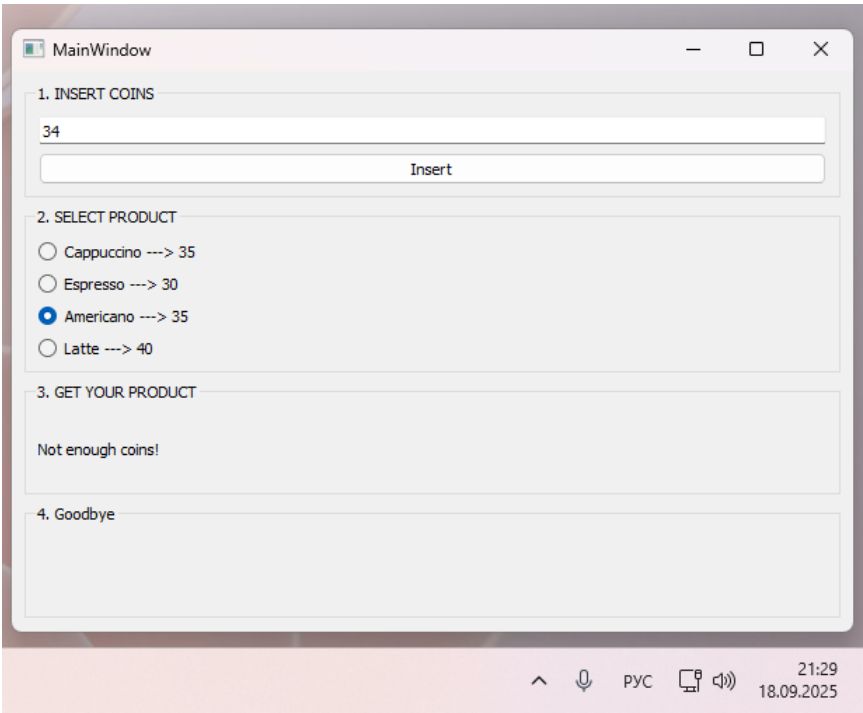 MainWindow
1. INSERT COINS
34
Insert
2. SELECT PRODUCT
Cappuccino ---> 35
Espresso ---> 30
Americano ---> 35
Latte ---> 40
3. GET YOUR PRODUCT
Not enough coins!
4. Goodbye
РУС
21:29
18.09.2025